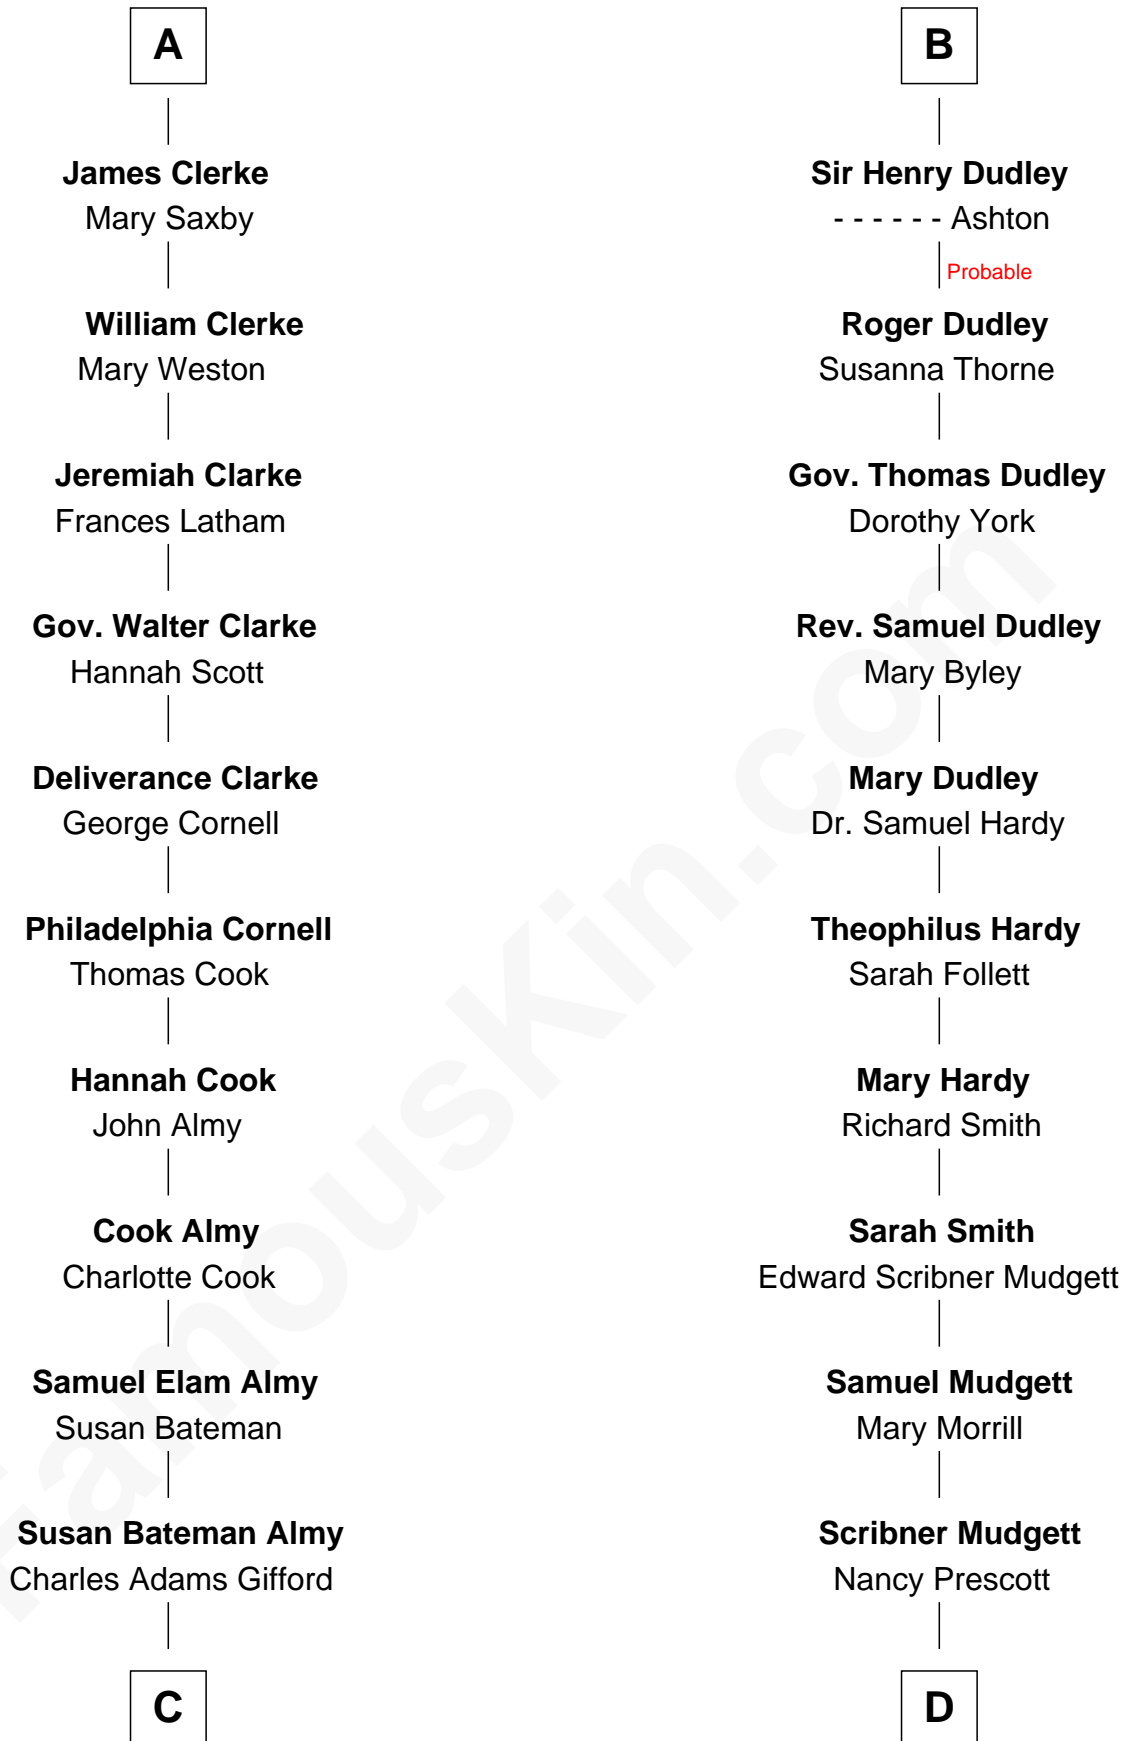 A
James Clerke
Mary Saxby
William Clerke
Mary Weston
Jeremiah Clarke
Frances Latham
Gov. Walter Clarke
Hannah Scott
Deliverance Clarke
George Cornell
Philadelphia Cornell
Thomas Cook
Hannah Cook
John Almy
Cook Almy
Charlotte Cook
Samuel Elam Almy
Susan Bateman
Susan Bateman Almy
Charles Adams Gifford
C
B
Sir Henry Dudley
- - - - - - Ashton
Probable
Roger Dudley
Susanna Thorne
Gov. Thomas Dudley
Dorothy York
Rev. Samuel Dudley
Mary Byley
Mary Dudley
Dr. Samuel Hardy
Theophilus Hardy
Sarah Follett
Mary Hardy
Richard Smith
Sarah Smith
Edward Scribner Mudgett
Samuel Mudgett
Mary Morrill
Scribner Mudgett
Nancy Prescott
D
FamousKin.com